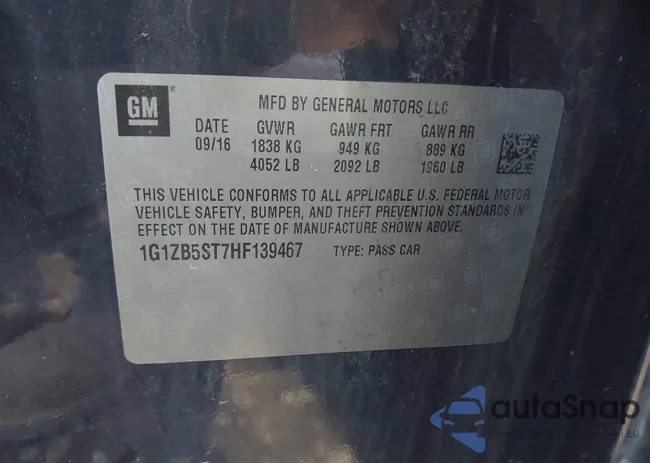 GM
MFD BY GENERAL MOTORS LLC
DATE GVWR GAWR FRT GAWR RR
09/16 1838 KG 949 KG 889 KG
4052 LB 2092 LB 1960 LB
THIS VEHICLE CONFORMS TO ALL APPLICABLE U.S. FEDERAL MOTOR
VEHICLE SAFETY, BUMPER, AND THEFT PREVENTION STANDARDS IN
EFFECT ON THE DATE OF MANUFACTURE SHOWN ABOVE.
1G1ZB5ST7HF139467 TYPE: PASS CAR
autoSnap